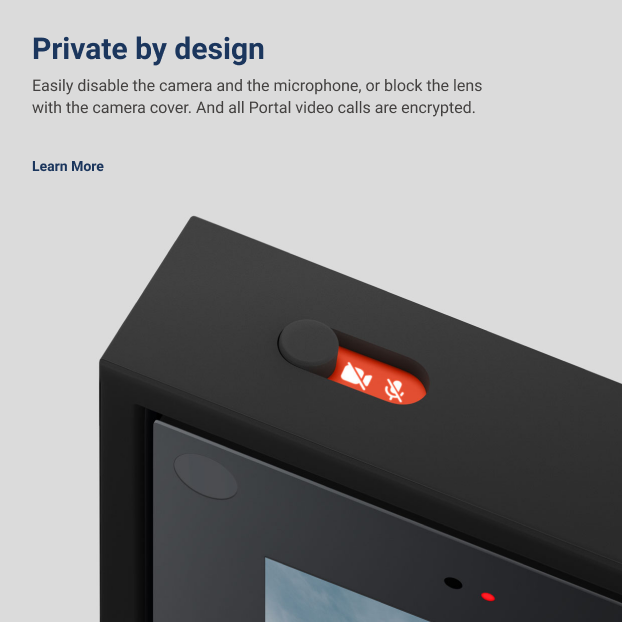 Private by design
Easily disable the camera and the microphone, or block the lens
with the camera cover. And all Portal video calls are encrypted.
Learn More